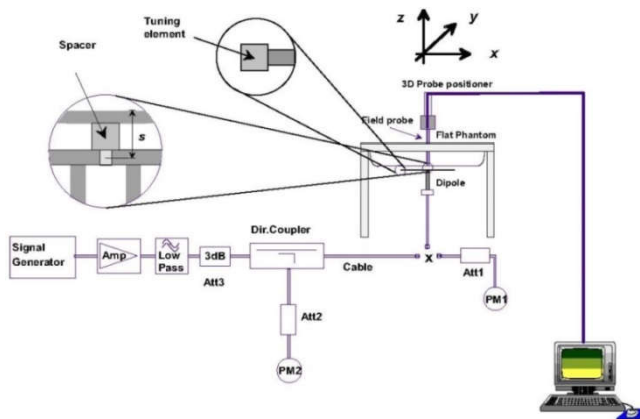 Tuning
element
Spacer
s
z
y
x
3D Probe positioner
Field probe
Flat Phantom
Dipole
Signal
Generator
Amp
Low
Pass
3dB
Att3
Dir.Coupler
Cable
x
Att1
PM1
Att2
PM2